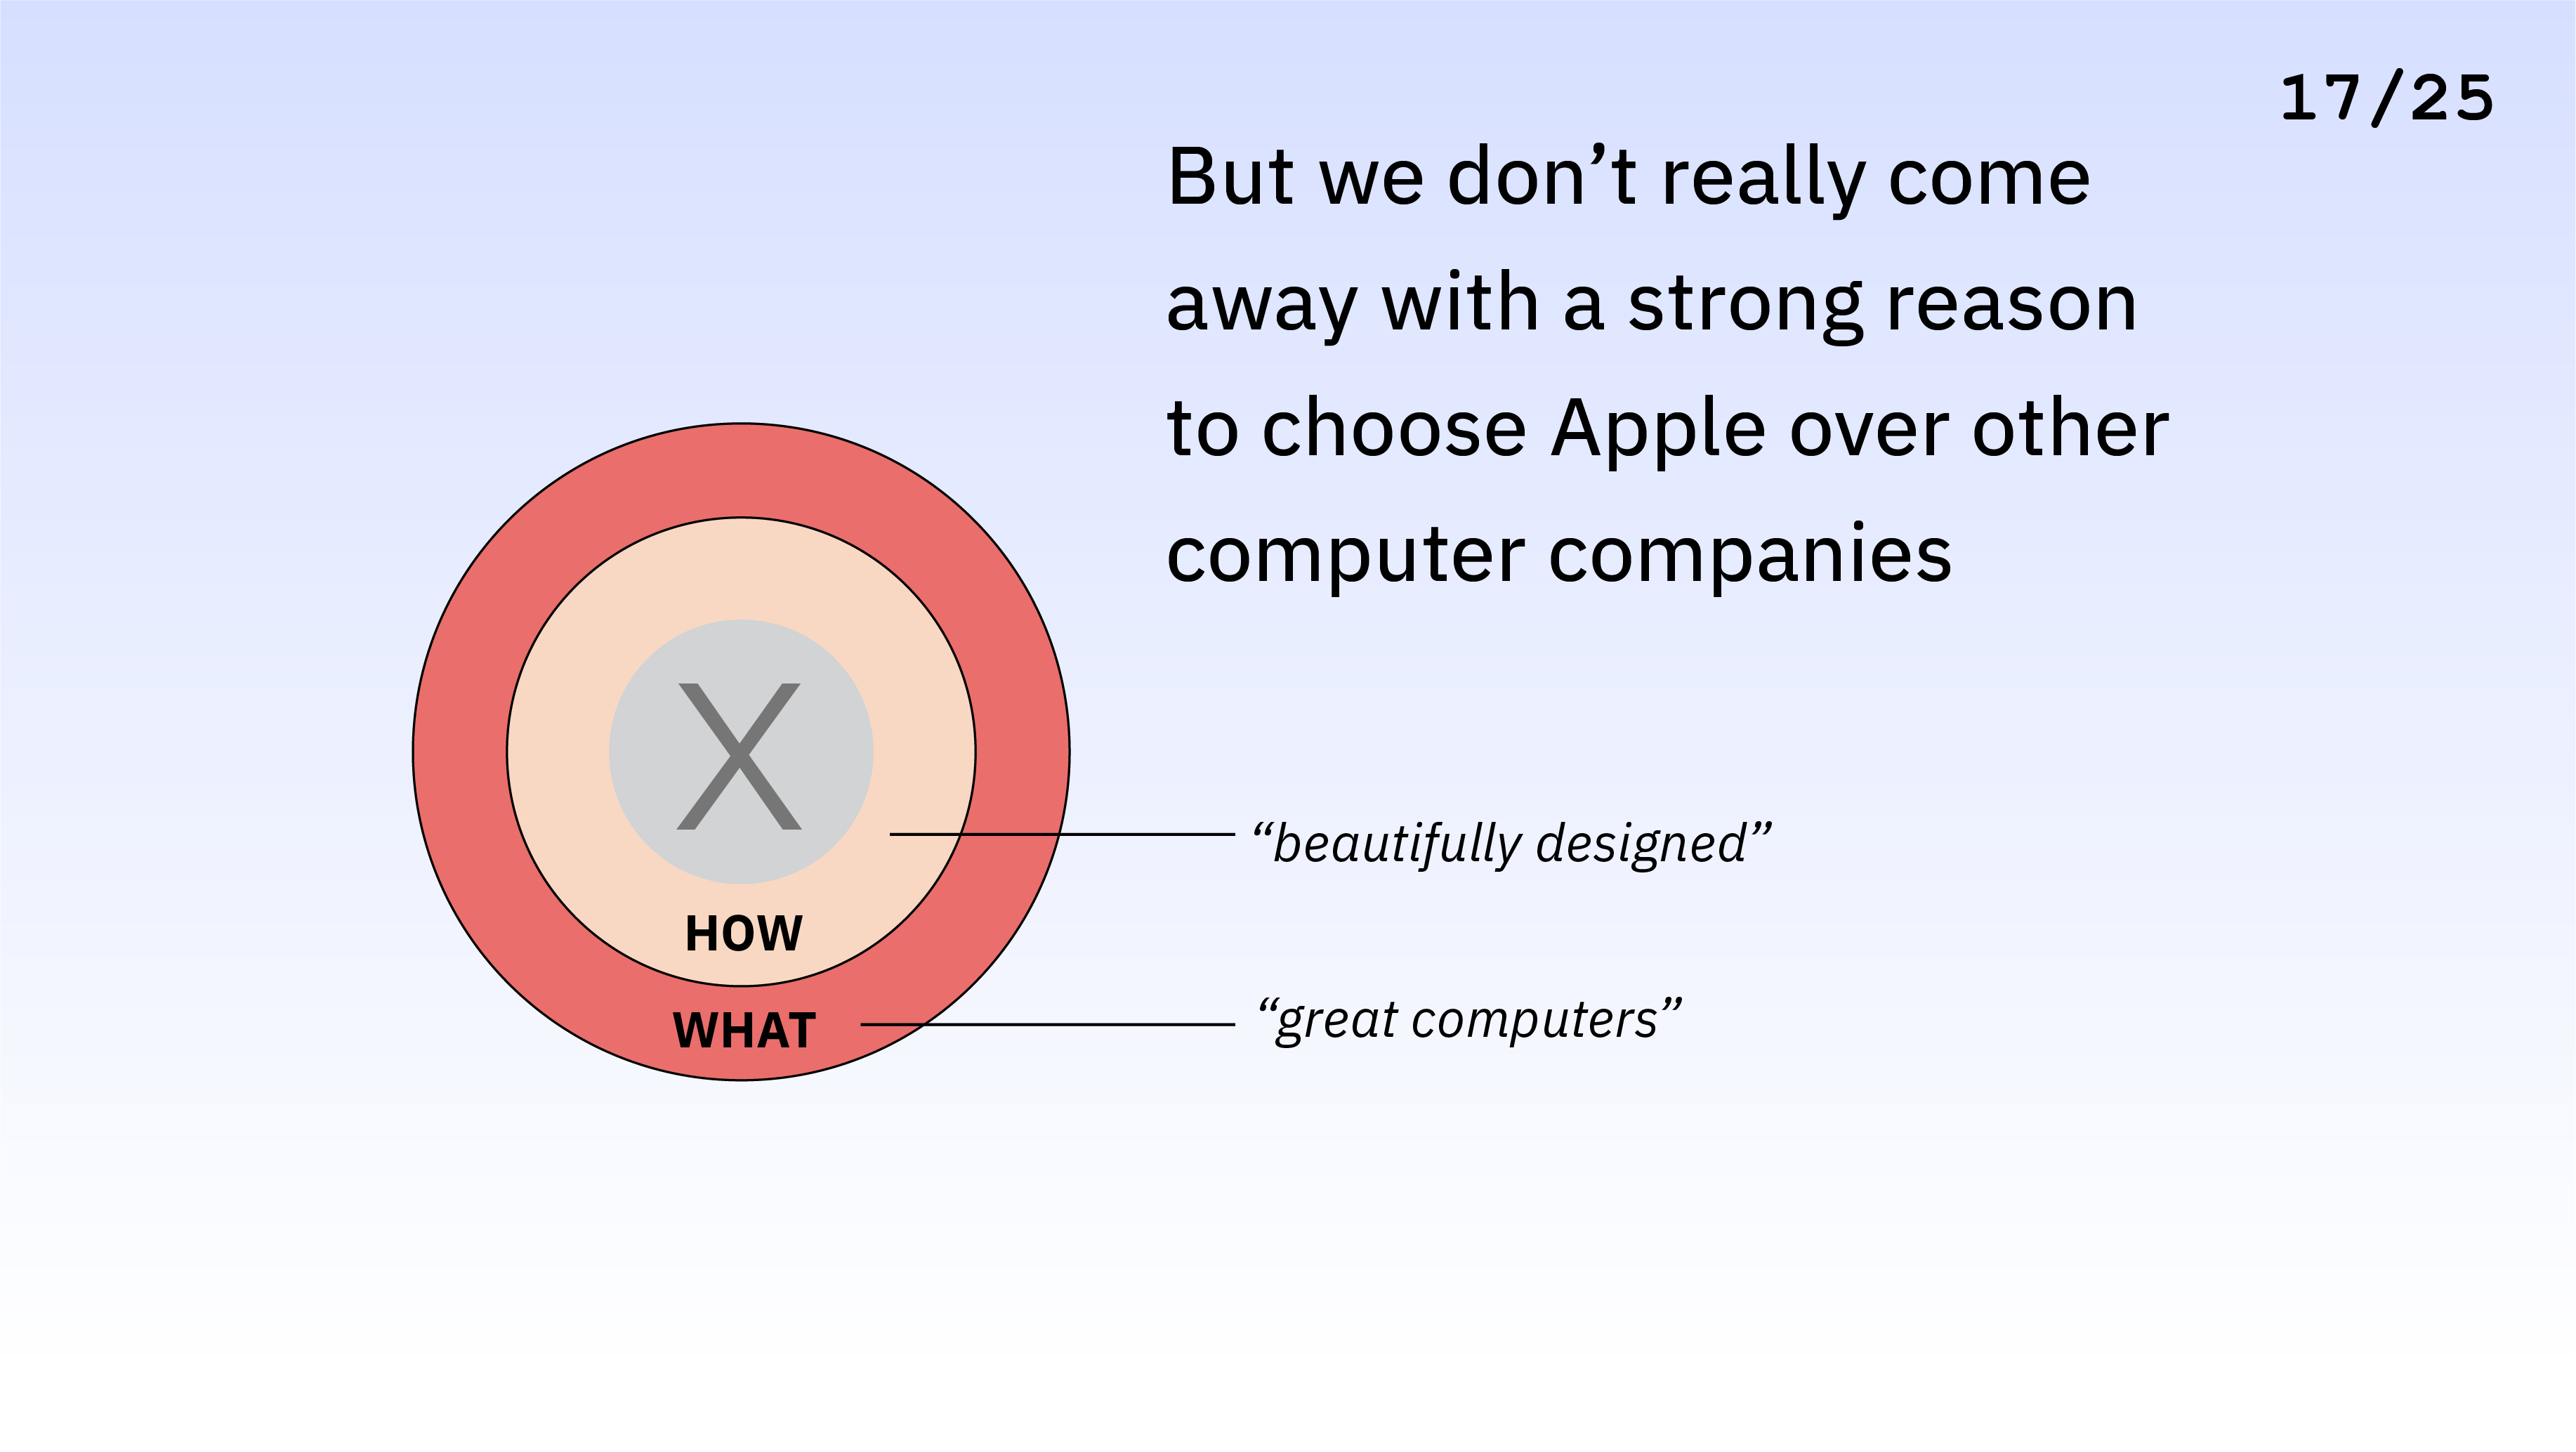 17/25
But we don’t really come
away with a strong reason
to choose Apple over other
computer companies
X
“beautifully designed”
HOW
“great computers”
WHAT